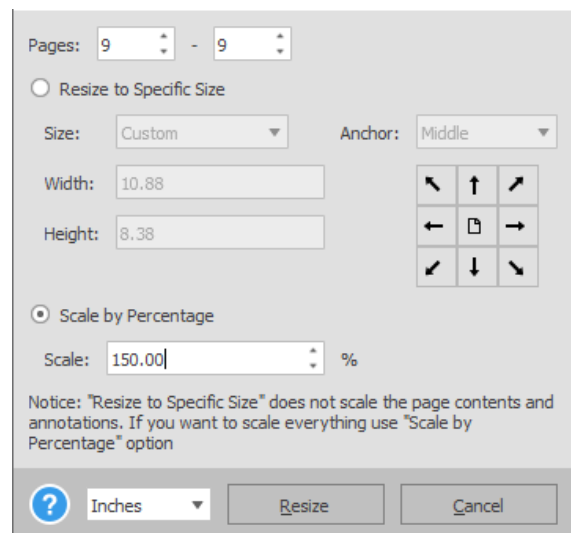 Pages: 9 - 9
Resize to Specific Size
Size: Custom Anchor: Middle
Width: 10.88
Height: 8.38
Scale by Percentage
Scale: 150.00 %
Notice: "Resize to Specific Size" does not scale the page contents and
annotations. If you want to scale everything use "Scale by
Percentage" option
? Inches Resize Cancel